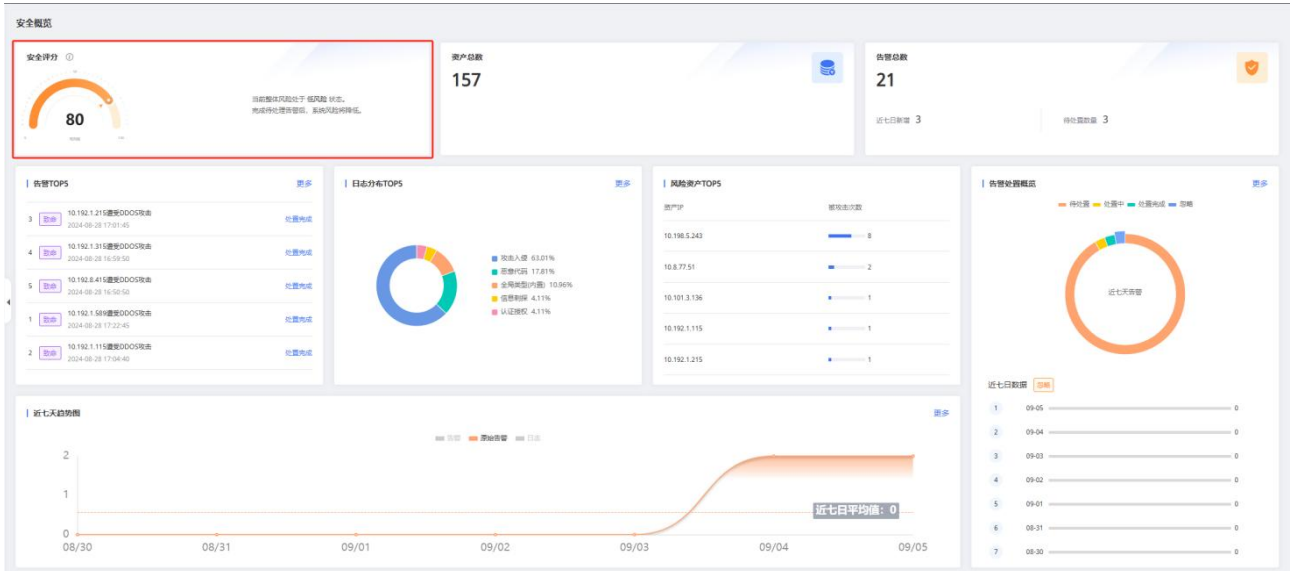 安全概览
安全评分
80
当前整体风险处于 低风险 状态。
完成待处理告警后，系统风险将降低。
资产总数
157
告警总数
21
近七日新增 3
待处置数量 3
告警TOP5
更多
3 致命 10.192.1.215遭受DDOS攻击 处置完成
2024-08-28 17:01:45
4 致命 10.192.1.315遭受DDOS攻击 处置完成
2024-08-28 16:59:50
5 致命 10.192.8.415遭受DDOS攻击 处置完成
2024-08-28 16:50:50
1 致命 10.192.1.589遭受DDOS攻击 处置完成
2024-08-28 17:22:45
2 致命 10.192.1.115遭受DDOS攻击 处置完成
2024-08-28 17:04:40
日志分布TOP5
更多
攻击入侵 63.01%
恶意代码 17.81%
全局类型(内置) 10.96%
信息刺探 4.11%
认证授权 4.11%
风险资产TOP5
资产IP 被攻击次数
10.198.5.243 8
10.8.77.51 2
10.101.3.136 1
10.192.1.115 1
10.192.1.215 1
告警处置概览
更多
待处置 处置中 处置完成 忽略
近七天告警
近七日数据 忽略
1 09-05 0
2 09-04 0
3 09-03 0
4 09-02 0
5 09-01 0
6 08-31 0
7 08-30 0
近七天趋势图
更多
告警 原始告警 日志
2
1
0
近七日平均值：0
08/30 08/31 09/01 09/02 09/03 09/04 09/05